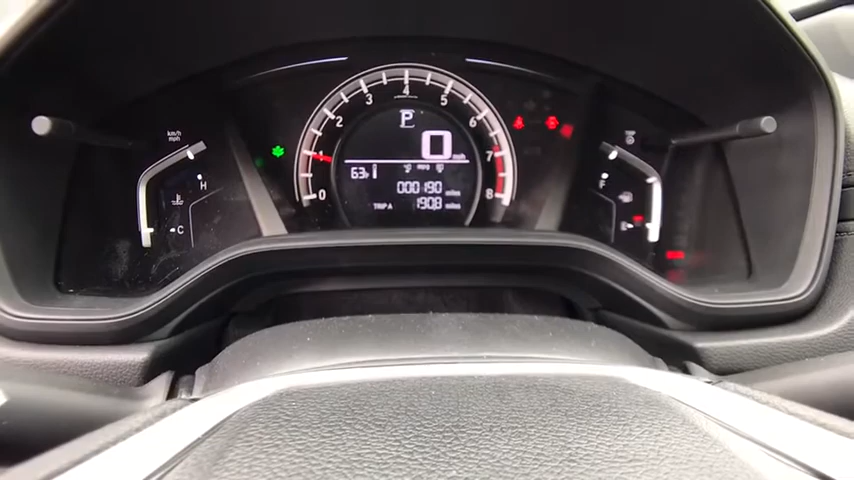 km/h
mph
H
C
0 1 2 3 4 5 6 7 8
P
0 mph
63°F
mpg
000190 miles
TRIP A 190.8 miles
F